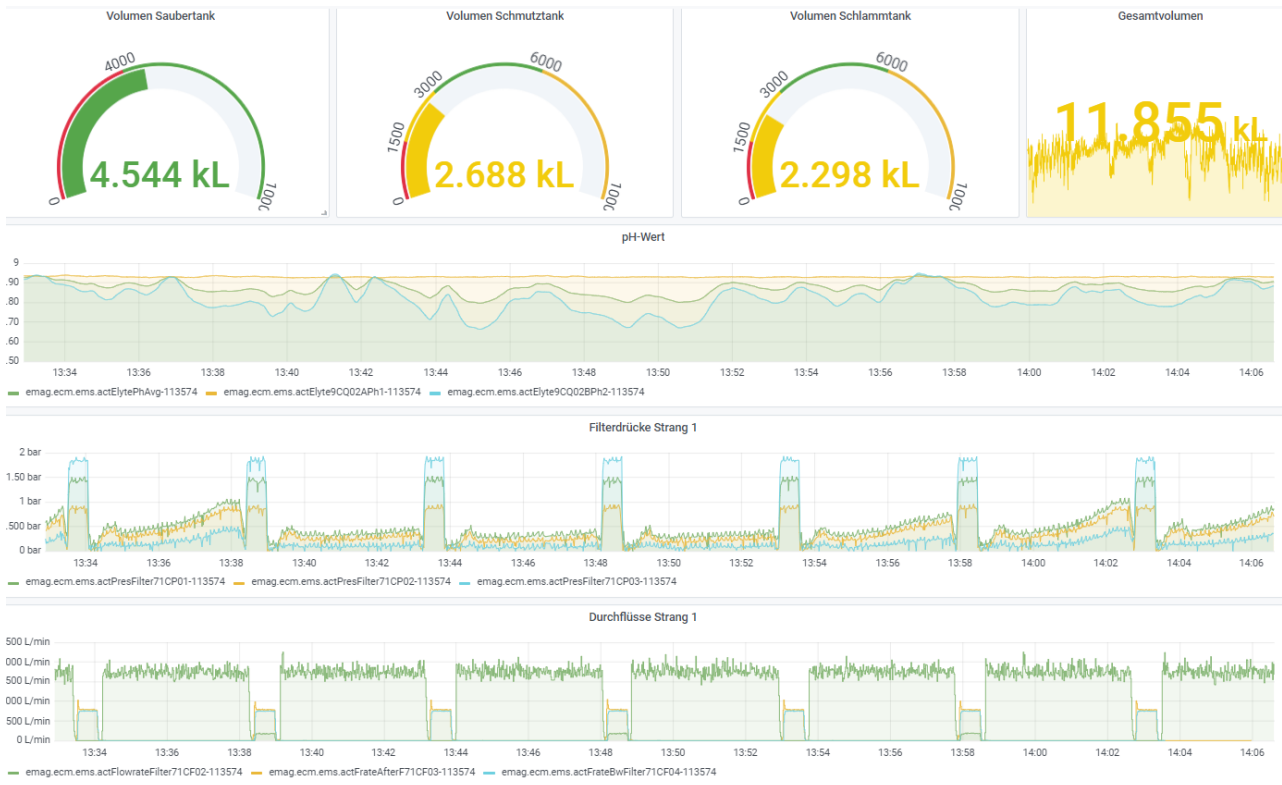 Volumen Saubertank
0
4000
1000
4.544 kL
Volumen Schmutztank
0
1500
3000
6000
1000
2.688 kL
Volumen Schlammtank
0
1500
3000
6000
1000
2.298 kL
Gesamtvolumen
11.855 kL
pH-Wert
9
.90
.80
.70
.60
.50
13:34 13:36 13:38 13:40 13:42 13:44 13:46 13:48 13:50 13:52 13:54 13:56 13:58 14:00 14:02 14:04 14:06
emag.ecm.ems.actElytePhAvg-113574 emag.ecm.ems.actElyte9CQ02APh1-113574 emag.ecm.ems.actElyte9CQ02BPh2-113574
Filterdrücke Strang 1
2 bar
1.50 bar
1 bar
.500 bar
0 bar
13:34 13:36 13:38 13:40 13:42 13:44 13:46 13:48 13:50 13:52 13:54 13:56 13:58 14:00 14:02 14:04 14:06
emag.ecm.ems.actPresFilter71CP01-113574 emag.ecm.ems.actPresFilter71CP02-113574 emag.ecm.ems.actPresFilter71CP03-113574
Durchflüsse Strang 1
500 L/min
000 L/min
500 L/min
000 L/min
500 L/min
0 L/min
13:34 13:36 13:38 13:40 13:42 13:44 13:46 13:48 13:50 13:52 13:54 13:56 13:58 14:00 14:02 14:04 14:06
emag.ecm.ems.actFlowrateFilter71CF02-113574 emag.ecm.ems.actFrateAfterF71CF03-113574 emag.ecm.ems.actFrateBwFilter71CF04-113574